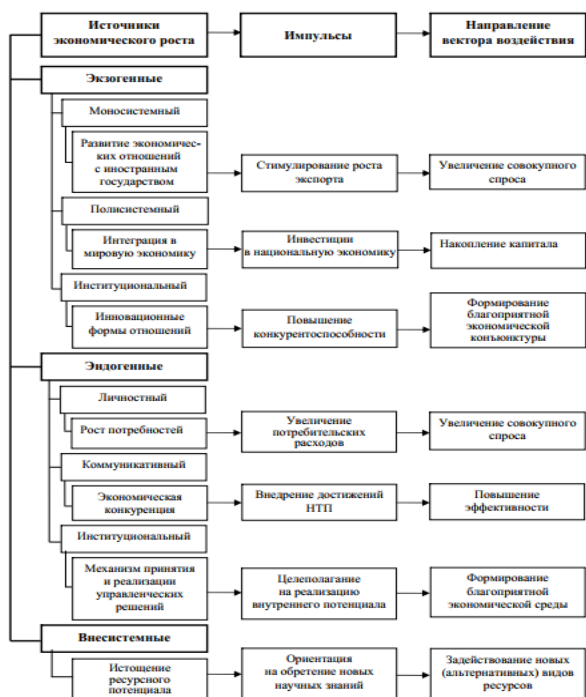 Источники
экономического роста
Импульсы
Направление
вектора воздействия
Экзогенные
Моносистемный
Развитие экономичес-
ких отношений
с иностранным
государством
Стимулирование роста
экспорта
Увеличение совокупного
спроса
Полисистемный
Интеграция в
мировую экономику
Инвестиции
в национальную экономику
Накопление капитала
Институциональный
Инновационные
формы отношений
Повышение
конкурентоспособности
Формирование
благоприятной
экономической
конъюнктуры
Эндогенные
Личностный
Рост потребностей
Увеличение
потребительских
расходов
Увеличение совокупного
спроса
Коммуникативный
Экономическая
конкуренция
Внедрение достижений
НТП
Повышение
эффективности
Институциональный
Механизм принятия
и реализации
управленческих
решений
Целеполагание
на реализацию
внутреннего потенциала
Формирование
благоприятной
экономической среды
Внесистемные
Истощение
ресурсного
потенциала
Ориентация
на обретение новых
научных знаний
Задействование новых
(альтернативных) видов
ресурсов